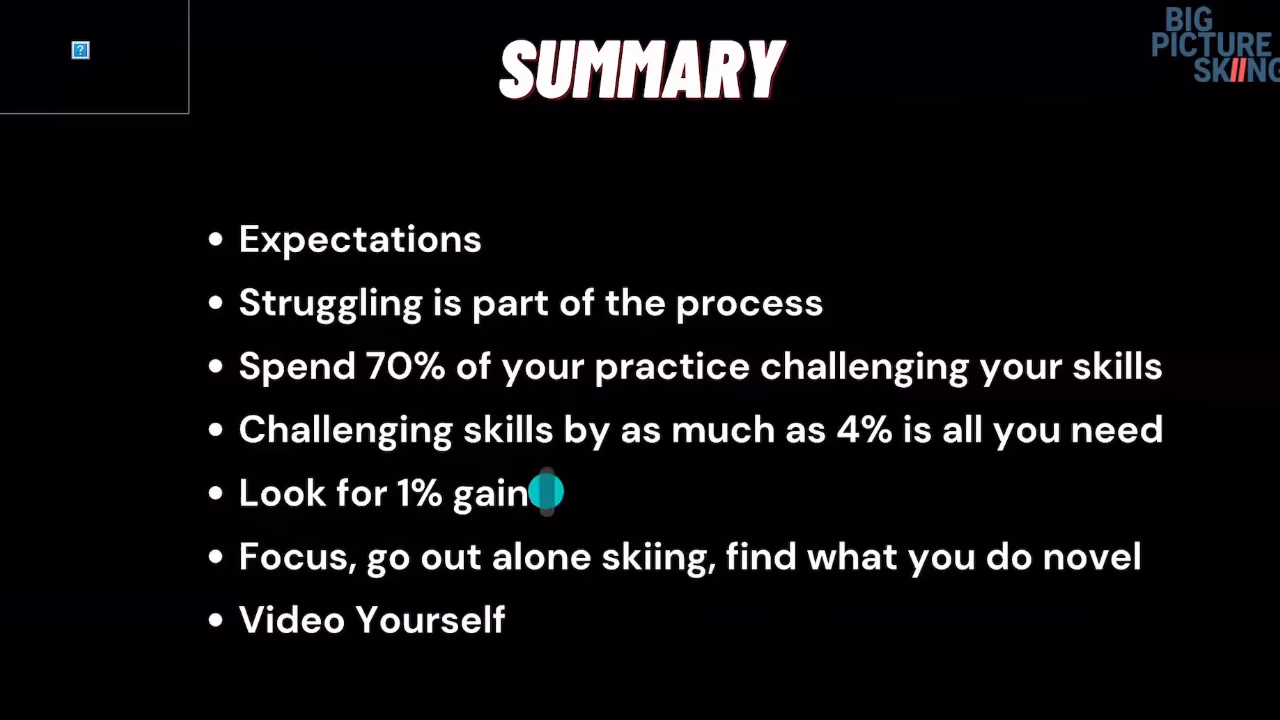 SUMMARY
BIG
PICTURE
SKIING
• Expectations
• Struggling is part of the process
• Spend 70% of your practice challenging your skills
• Challenging skills by as much as 4% is all you need
• Look for 1% gain
• Focus, go out alone skiing, find what you do novel
• Video Yourself